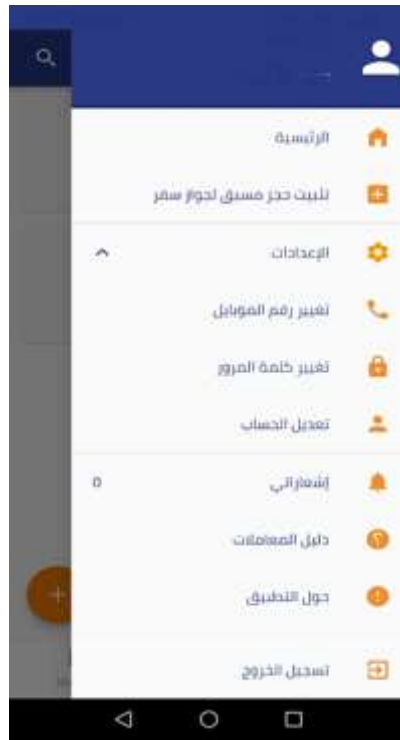 الرئيسية
تثبيت حجز مسبق لجواز سفر
الإعدادات
تغيير رقم الموبايل
تغيير كلمة المرور
تعديل الحساب
إشعاراتي
0
دليل المعاملات
حول التطبيق
تسجيل الخروج